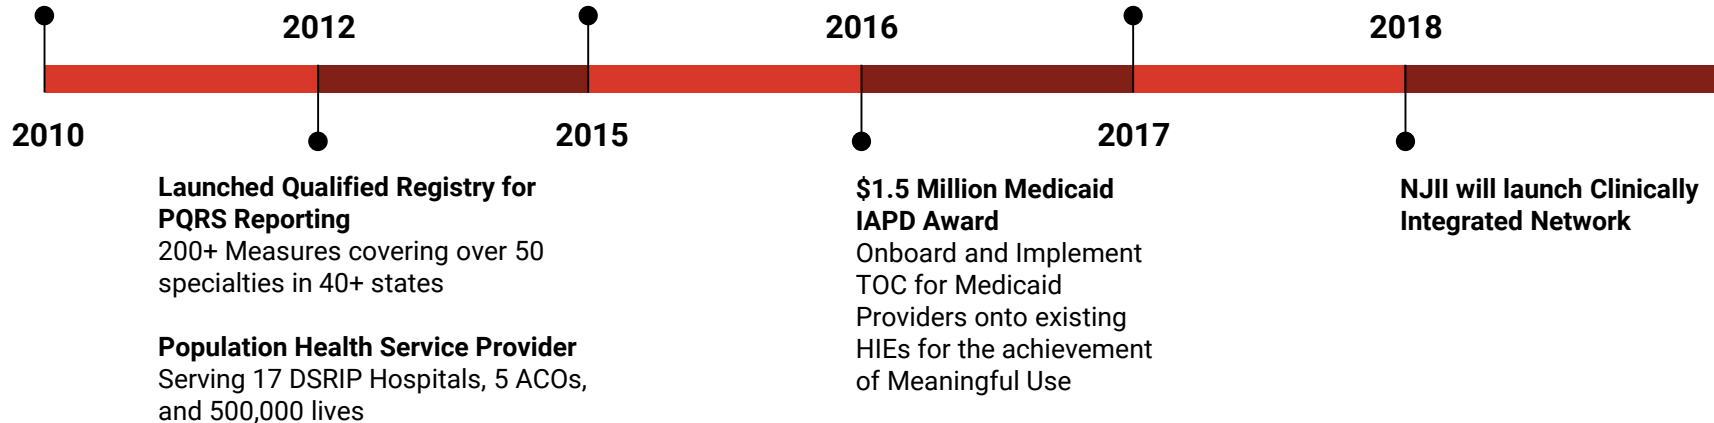 2012
2016
2018
2010
2015
2017
Launched Qualified Registry for
PQRS Reporting
200+ Measures covering over 50
specialties in 40+ states
Population Health Service Provider
Serving 17 DSRIP Hospitals, 5 ACOs,
and 500,000 lives
$1.5 Million Medicaid
IAPD Award
Onboard and Implement
TOC for Medicaid
Providers onto existing
HIEs for the achievement
of Meaningful Use
NJII will launch Clinically
Integrated Network